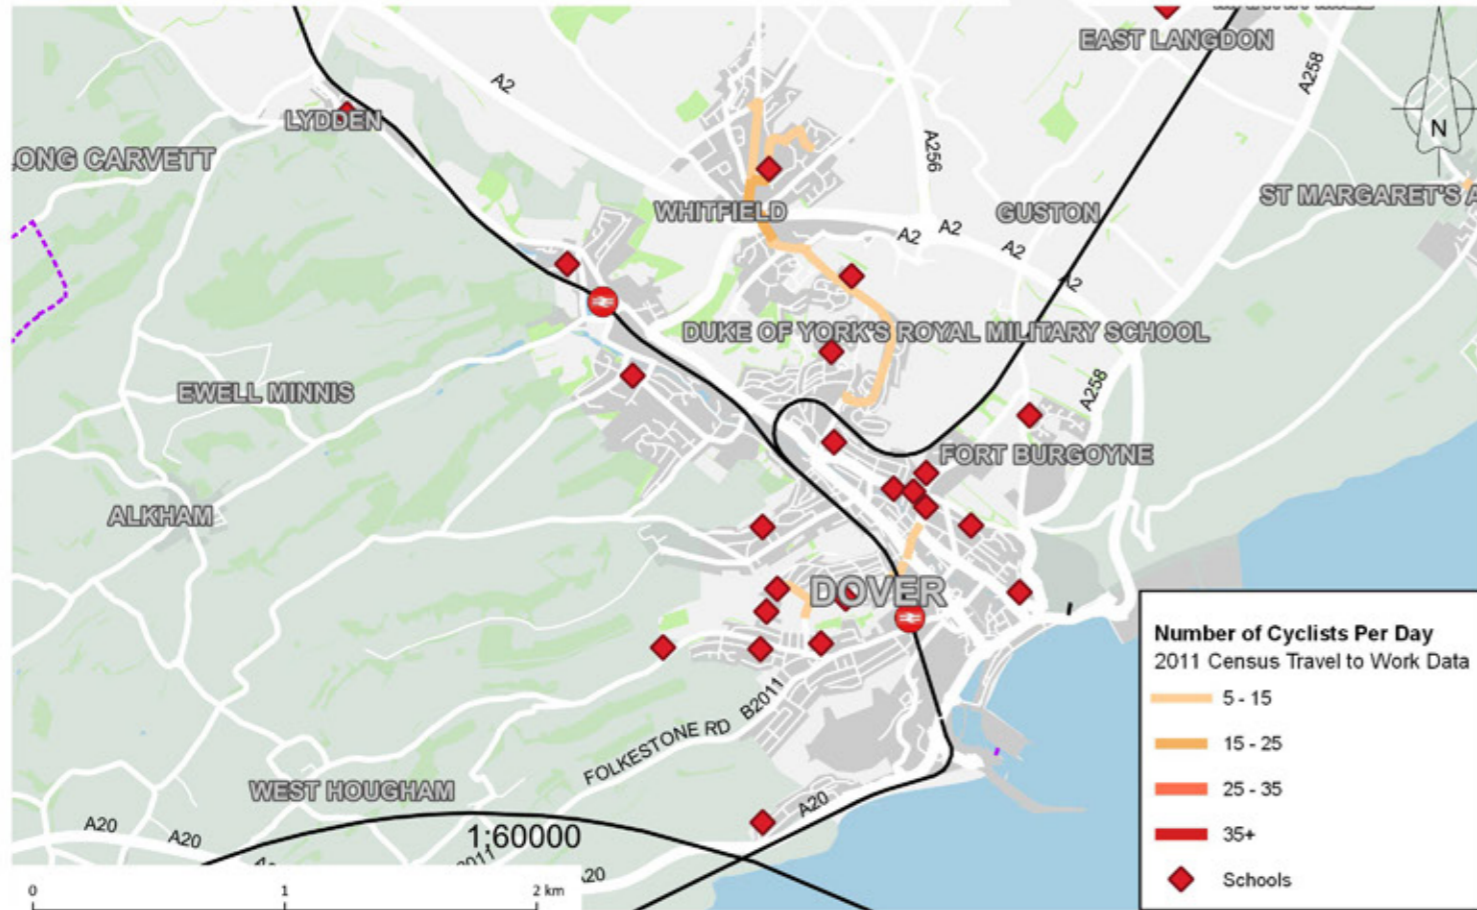 EAST LANGDON
A2
A258
LYDDEN
N
LONG CARVETT
A256
ST MARGARET'S A
WHITFIELD
GUSTON
A2
A2
A2
A2
DUKE OF YORK'S ROYAL MILITARY SCHOOL
EWELL MINNIS
A258
FORT BURGOYNE
ALKHAM
DOVER
Number of Cyclists Per Day
2011 Census Travel to Work Data
5 - 15
15 - 25
25 - 35
35+
Schools
B2011
FOLKESTONE RD
WEST HOUGHAM
A20
A20
A20
1:60000
2011
A20
0
1
2 km